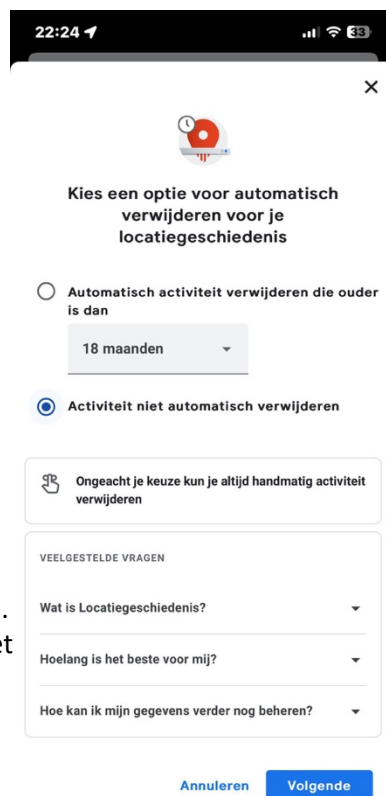 22:24
33
Kies een optie voor automatisch
verwijderen voor je
locatiegeschiedenis
Automatisch activiteit verwijderen die ouder
is dan
18 maanden
Activiteit niet automatisch verwijderen
Ongeacht je keuze kun je altijd handmatig activiteit
verwijderen
VEELGESTELDE VRAGEN
Wat is Locatiegeschiedenis?
Hoelang is het beste voor mij?
Hoe kan ik mijn gegevens verder nog beheren?
Annuleren Volgende